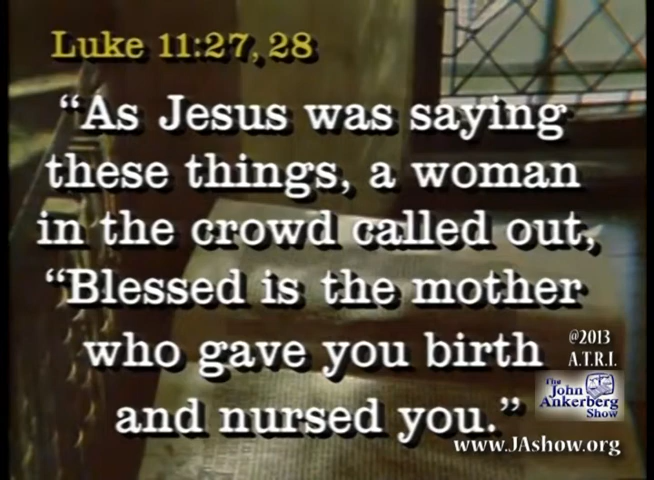 Luke 11:27, 28
“As Jesus was saying
these things, a woman
in the crowd called out,
“Blessed is the mother
who gave you birth
and nursed you.”
@2013
A.T.R.I.
The
John
Ankerberg
Show
www.JAshow.org